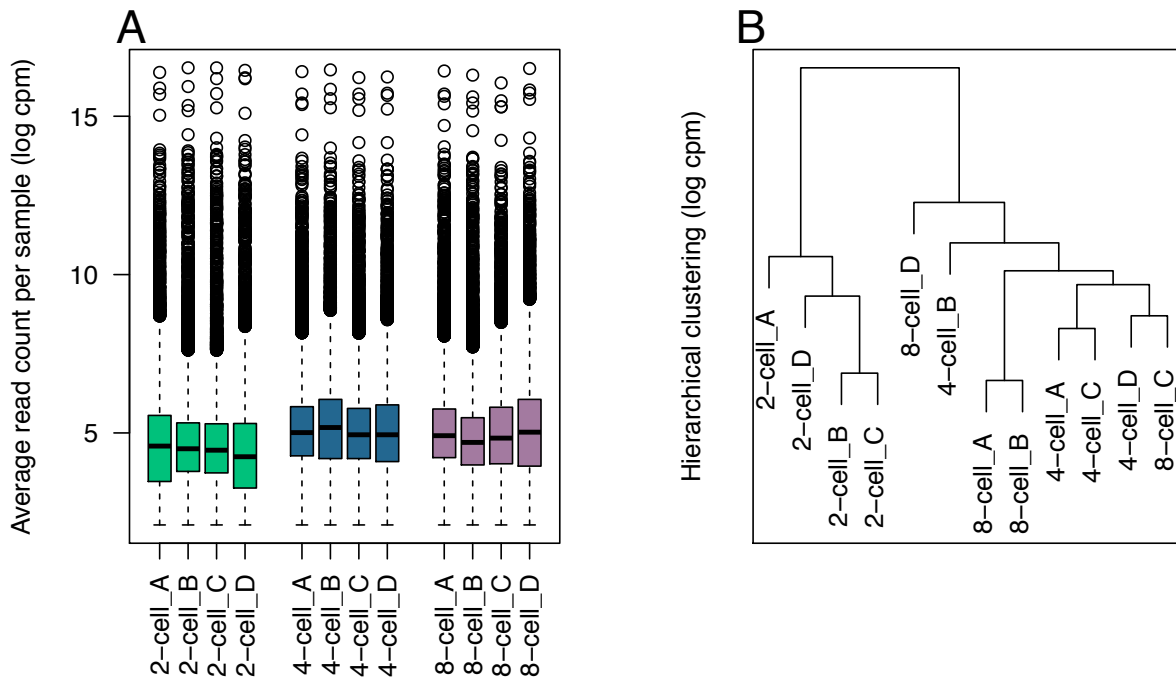 A
Average read count per sample (log cpm)
15
10
5
2−cell_A
2−cell_B
2−cell_C
2−cell_D
4−cell_A
4−cell_B
4−cell_C
4−cell_D
8−cell_A
8−cell_B
8−cell_C
8−cell_D
B
Hierarchical clustering (log cpm)
2−cell_A
2−cell_D
2−cell_B
2−cell_C
8−cell_D
4−cell_B
8−cell_A
8−cell_B
4−cell_A
4−cell_C
4−cell_D
8−cell_C